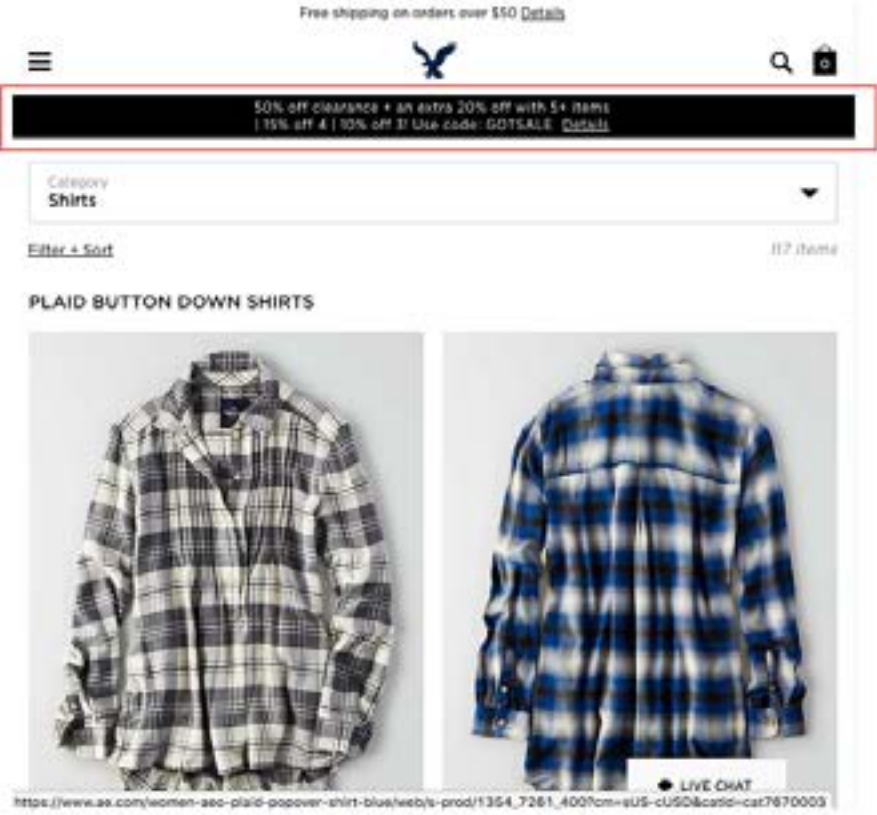 Free shipping on orders over $50 Details
0
50% off clearance + an extra 20% off with 5+ items
| 15% off 4 | 10% off 3! Use code: GOTSALE Details
Category
Shirts
Filter + Sort
117 items
PLAID BUTTON DOWN SHIRTS
LIVE CHAT
https://www.ae.com/women-aeo-plaid-popover-shirt-blue/web/s-prod/1354_7261_400?cm=sUS-cUSD&catId=cat7670003